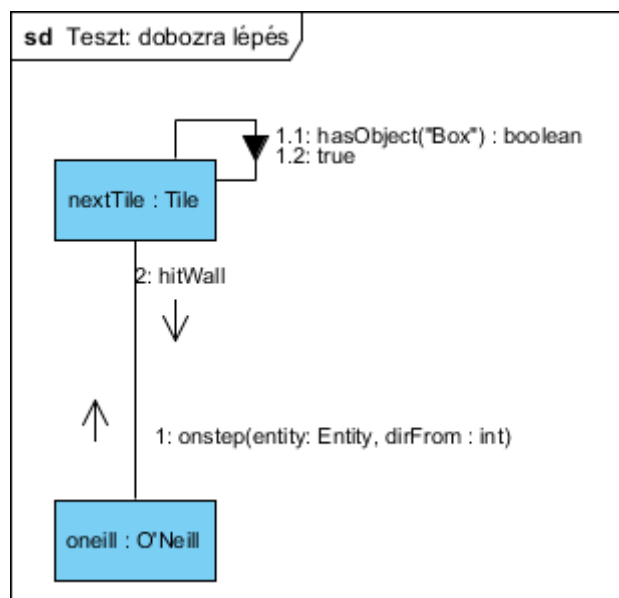 sd Teszt: dobozra lépés
1.1: hasObject("Box") : boolean
1.2: true
nextTile : Tile
2: hitWall
1: onstep(entity: Entity, dirFrom : int)
oneill : O'Neill